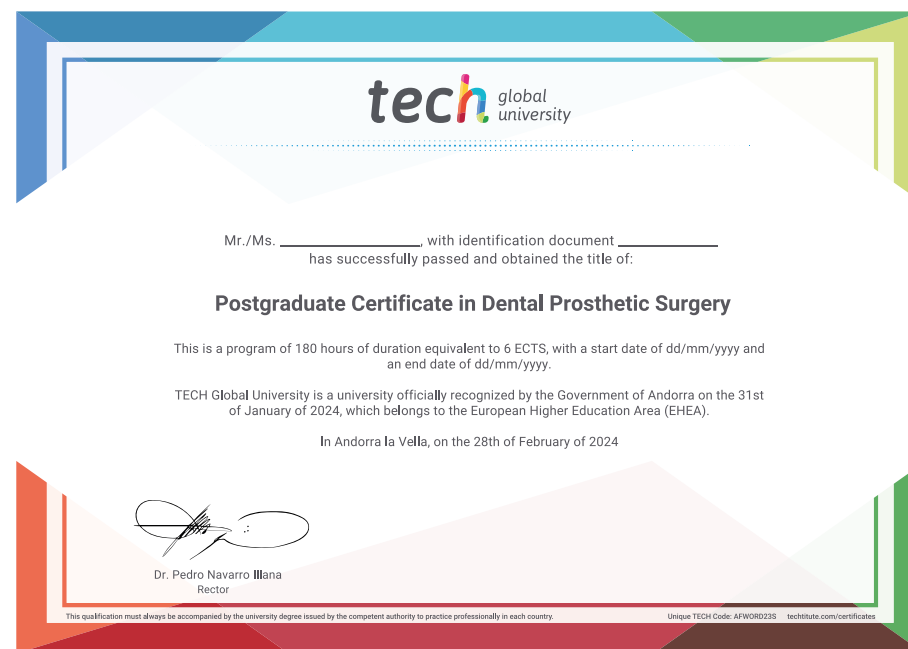 tech global university
Mr./Ms. ____________, with identification document ____________
has successfully passed and obtained the title of:
Postgraduate Certificate in Dental Prosthetic Surgery
This is a program of 180 hours of duration equivalent to 6 ECTS, with a start date of dd/mm/yyyy and
an end date of dd/mm/yyyy.
TECH Global University is a university officially recognized by the Government of Andorra on the 31st
of January of 2024, which belongs to the European Higher Education Area (EHEA).
In Andorra la Vella, on the 28th of February of 2024
Dr. Pedro Navarro Illana
Rector
This qualification must always be accompanied by the university degree issued by the competent authority to practice professionally in each country.
Unique TECH Code: AFWORD23S techtitute.com/certificates